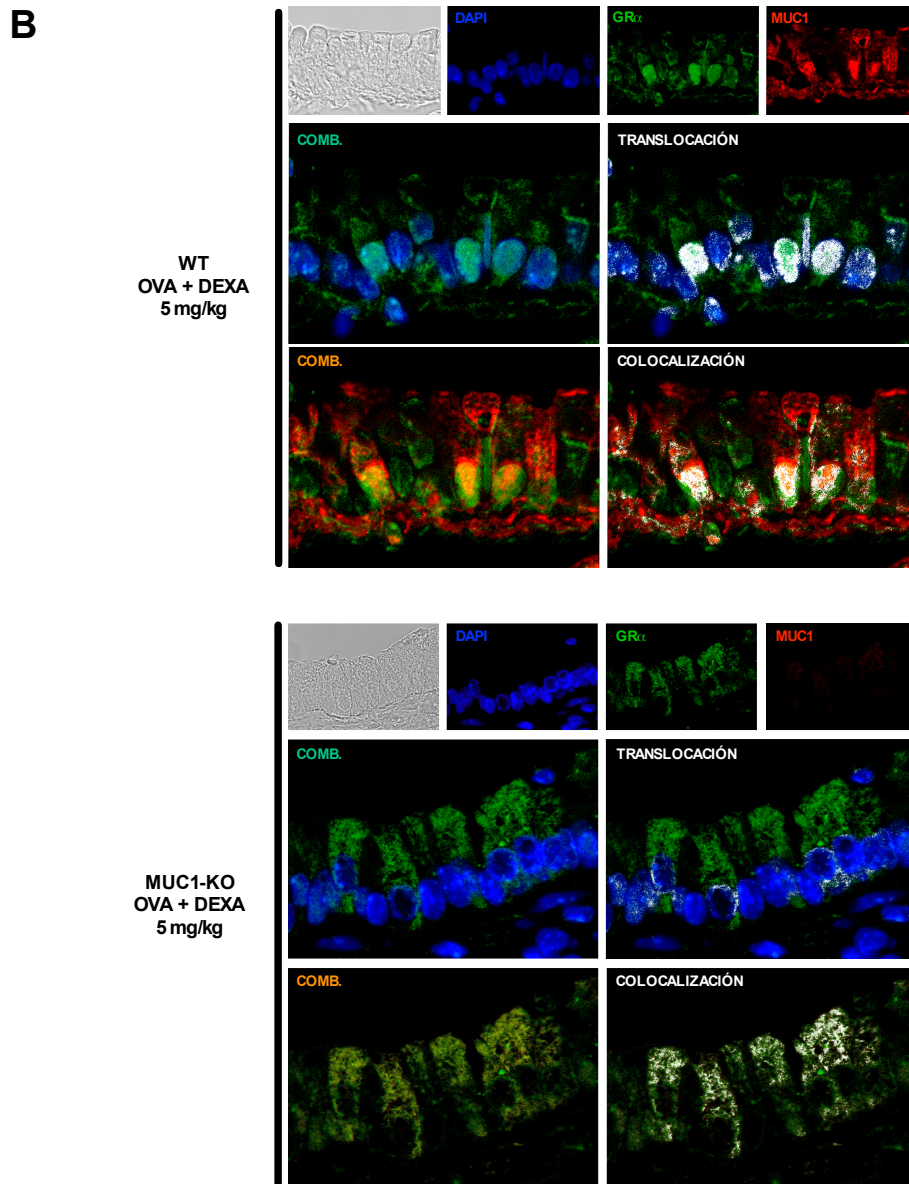 B
DAPI
GRα
MUC1
COMB.
TRANSLOCACIÓN
WT
OVA + DEXA
5 mg/kg
COMB.
COLOCALIZACIÓN
DAPI
GRα
MUC1
COMB.
TRANSLOCACIÓN
MUC1-KO
OVA + DEXA
5 mg/kg
COMB.
COLOCALIZACIÓN